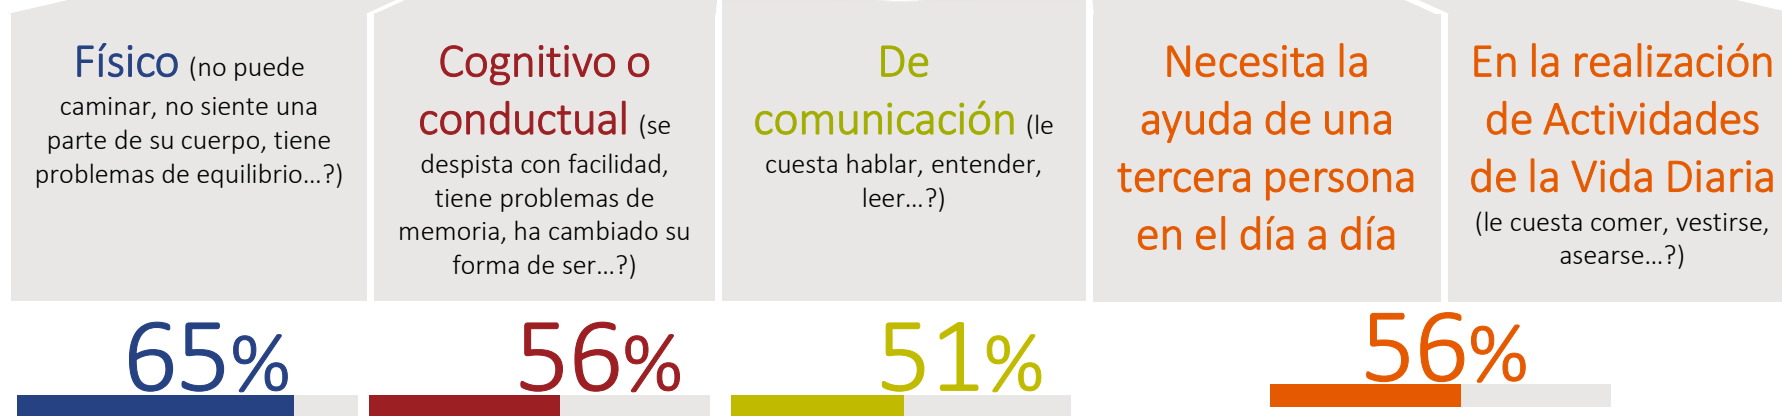 Físico (no puede
caminar, no siente una
parte de su cuerpo, tiene
problemas de equilibrio...?)
Cognitivo o
conductual (se
despista con facilidad,
tiene problemas de
memoria, ha cambiado su
forma de ser...?)
De
comunicación (le
cuesta hablar, entender,
leer...?)
Necesita la
ayuda de una
tercera persona
en el día a día
En la realización
de Actividades
de la Vida Diaria
(le cuesta comer, vestirse,
asearse...?)
65%
56%
51%
56%